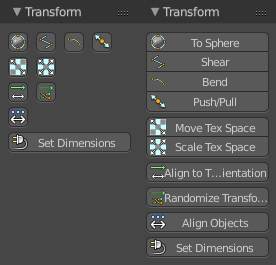 Transform
Set Dimensions
Transform
To Sphere
Shear
Bend
Push/Pull
Move Tex Space
Scale Tex Space
Align to T...ientation
Randomize Transfo...
Align Objects
Set Dimensions